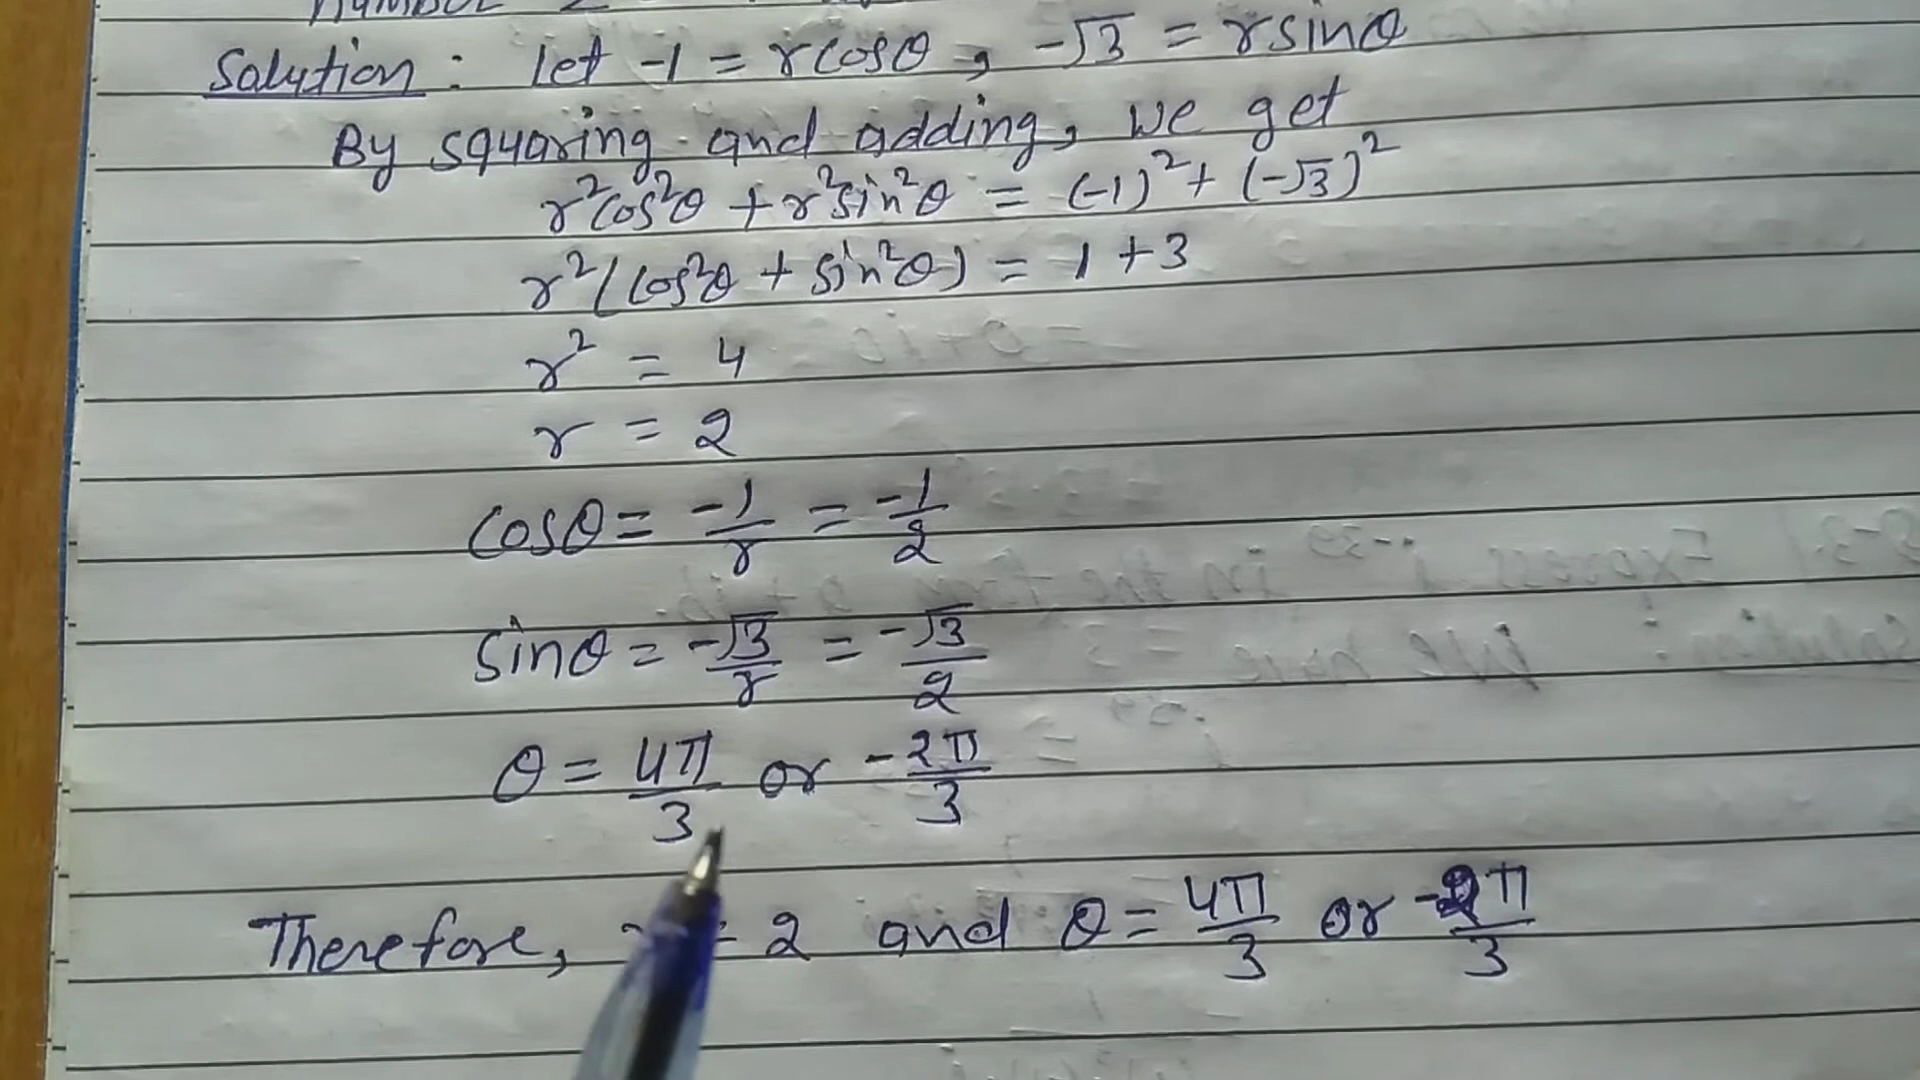 Solution: Let -1 = rcosθ, -√3 = rsinθ
By squaring and adding, we get
r²cos²θ + r²sin²θ = (-1)² + (-√3)²
r²(cos²θ + sin²θ) = 1 + 3
r² = 4
r = 2
cosθ = -1/r = -1/2
sinθ = -√3/r = -√3/2
θ = 4π/3 or -2π/3
Therefore, = 2 and θ = 4π/3 or -2π/3